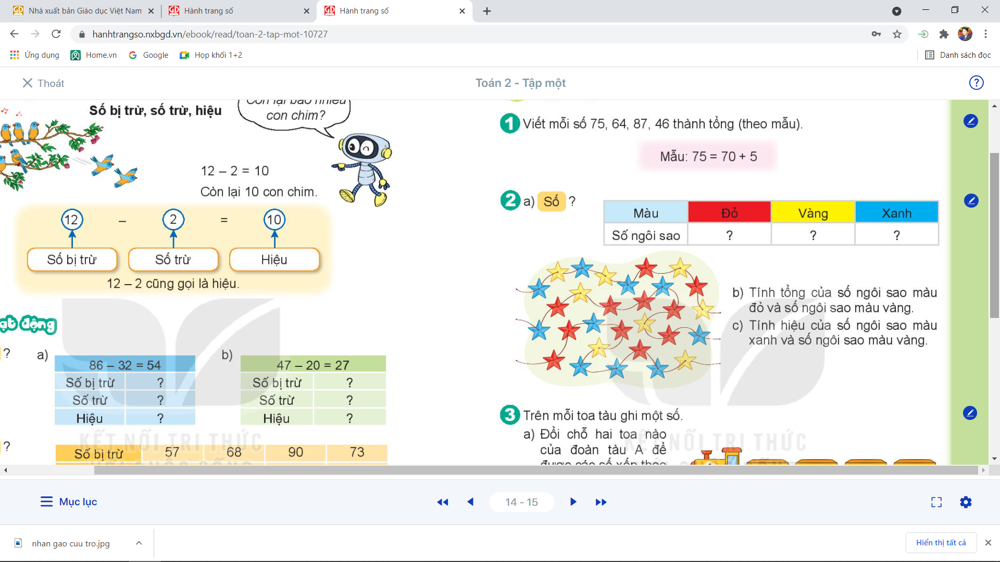 Nhà xuất bản Giáo dục Việt Nam
Hành trang số
Hành trang số
hanhtrangso.nxbgd.vn/ebook/read/toan-2-tap-mot-10727
Ứng dụng
Home.vn
Google
Họp khối 1+2
Danh sách đọc
Thoát
Toán 2 - Tập một
Số bị trừ, số trừ, hiệu
Còn lại bao nhiêu
con chim?
12 – 2 = 10
Còn lại 10 con chim.
12 – 2 = 10
Số bị trừ Số trừ Hiệu
12 – 2 cũng gọi là hiệu.
ạt động
?
a)
86 – 32 = 54
Số bị trừ ?
Số trừ ?
Hiệu ?
b)
47 – 20 = 27
Số bị trừ ?
Số trừ ?
Hiệu ?
KẾT NỐI TRI THỨC
?
Số bị trừ 57 68 90 73
1 Viết mỗi số 75, 64, 87, 46 thành tổng (theo mẫu).
Mẫu: 75 = 70 + 5
2 a) Số ?
Màu Đỏ Vàng Xanh
Số ngôi sao ? ? ?
b) Tính tổng của số ngôi sao màu
đỏ và số ngôi sao màu vàng.
c) Tính hiệu của số ngôi sao màu
xanh và số ngôi sao màu vàng.
3 Trên mỗi toa tàu ghi một số.
a) Đổi chỗ hai toa nào
của đoàn tàu A để
được các số xếp theo
KẾT NỐI TRI THỨC
Mục lục
14 - 15
nhan gao cuu tro.jpg
Hiển thị tất cả